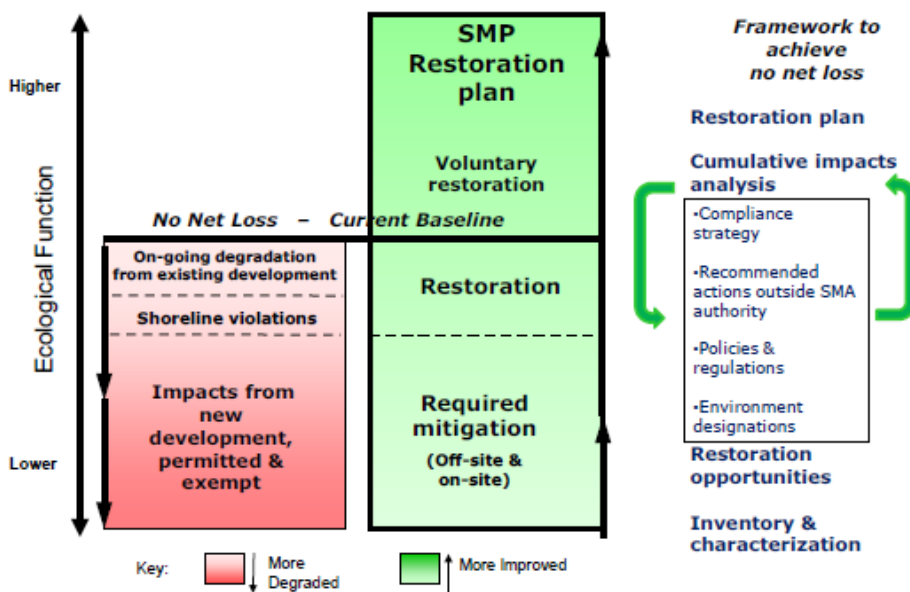 Ecological Function
Higher
Lower
SMP
Restoration
plan
Voluntary
restoration
No Net Loss – Current Baseline
On-going degradation
from existing development
Shoreline violations
Impacts from
new
development,
permitted &
exempt
Restoration
Required
mitigation
(Off-site &
on-site)
Framework to
achieve
no net loss
Restoration plan
Cumulative impacts
analysis
•Compliance
strategy
•Recommended
actions outside SMA
authority
•Policies &
regulations
•Environment
designations
Restoration
opportunities
Inventory &
characterization
Key:
More
Degraded
More Improved